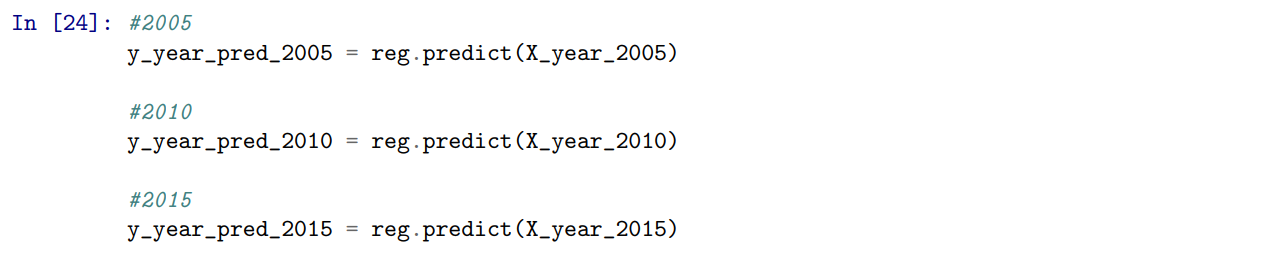 In [24]: #2005
y_year_pred_2005 = reg.predict(X_year_2005)
#2010
y_year_pred_2010 = reg.predict(X_year_2010)
#2015
y_year_pred_2015 = reg.predict(X_year_2015)